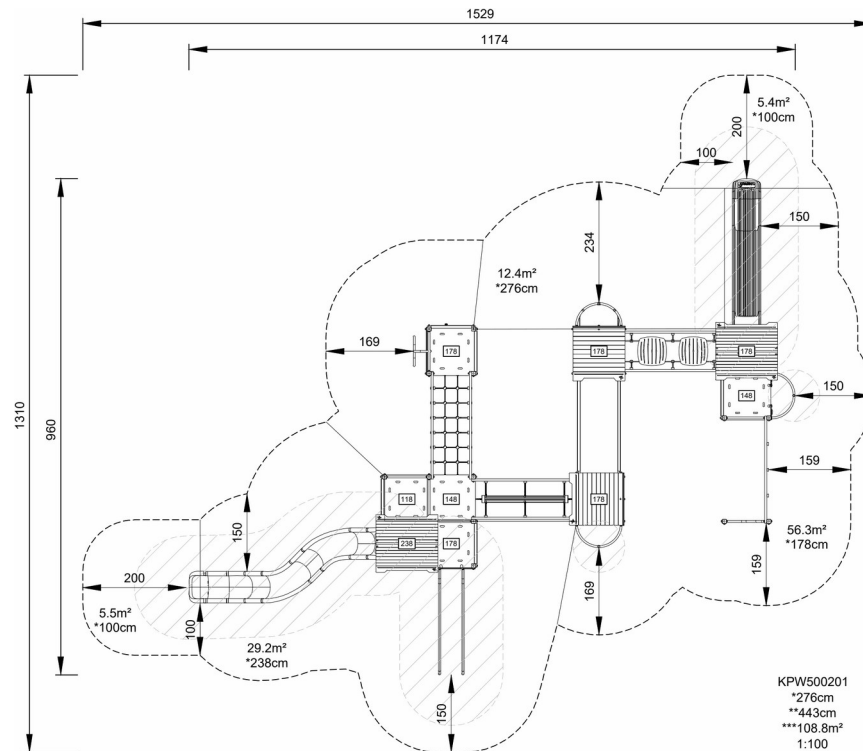 1529
1174
5.4m²
*100cm
200
100
150
234
12.4m²
*276cm
169
178
178
178
150
148
1310
960
159
118
148
178
150
238
178
56.3m²
*178cm
200
169
159
5.5m²
*100cm
100
29.2m²
*238cm
150
KPW500201
*276cm
**443cm
***108.8m²
1:100